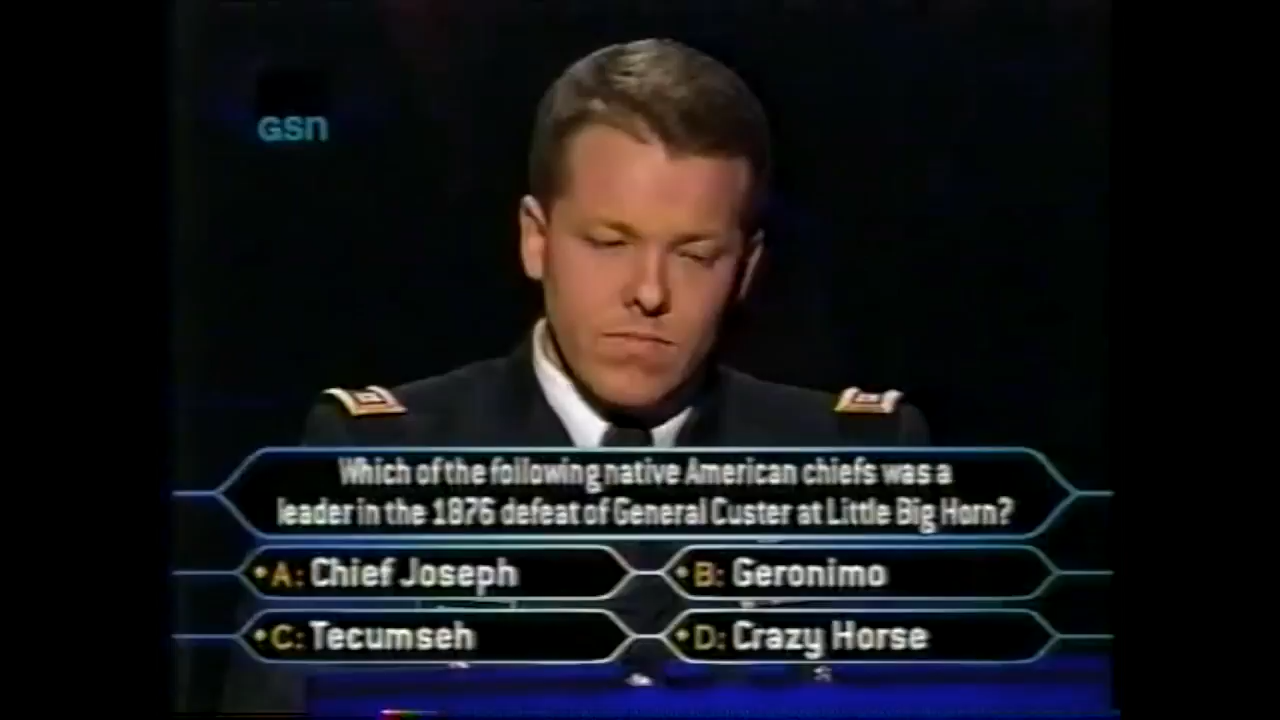 GSN
Which of the following native American chiefs was a
leader in the 1876 defeat of General Custer at Little Big Horn?
A: Chief Joseph
B: Geronimo
C: Tecumseh
D: Crazy Horse